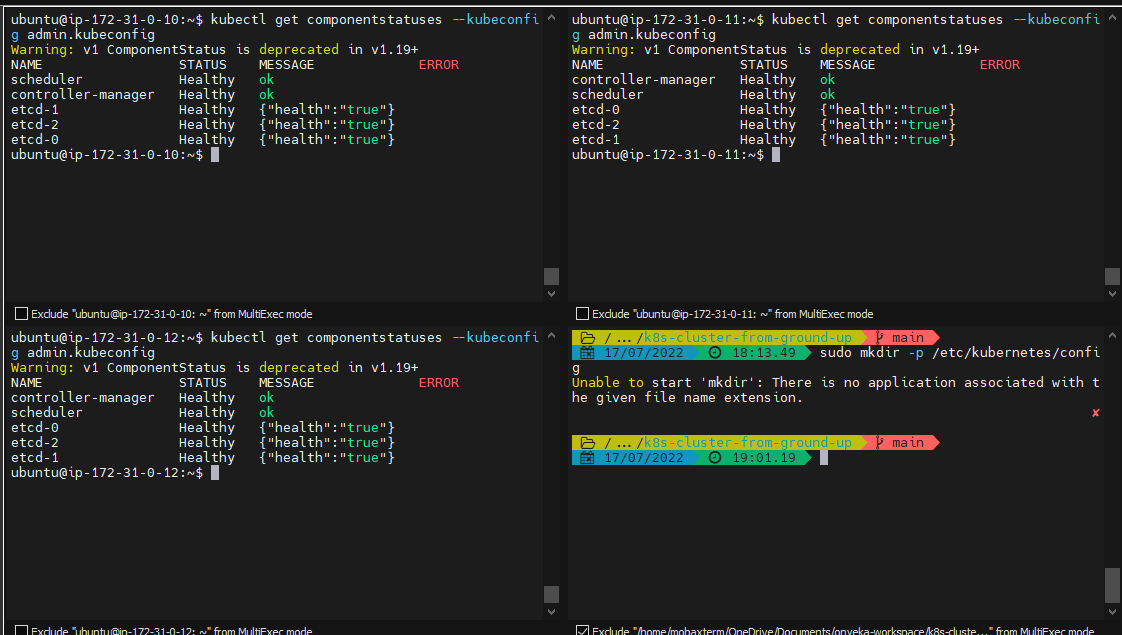 ubuntu@ip-172-31-0-10:~$ kubectl get componentstatuses --kubeconfi
g admin.kubeconfig
Warning: v1 ComponentStatus is deprecated in v1.19+
NAME STATUS MESSAGE ERROR
scheduler Healthy ok
controller-manager Healthy ok
etcd-1 Healthy {"health":"true"}
etcd-2 Healthy {"health":"true"}
etcd-0 Healthy {"health":"true"}
ubuntu@ip-172-31-0-10:~$
Exclude "ubuntu@ip-172-31-0-10: ~" from MultiExec mode
ubuntu@ip-172-31-0-11:~$ kubectl get componentstatuses --kubeconfi
g admin.kubeconfig
Warning: v1 ComponentStatus is deprecated in v1.19+
NAME STATUS MESSAGE ERROR
controller-manager Healthy ok
scheduler Healthy ok
etcd-0 Healthy {"health":"true"}
etcd-2 Healthy {"health":"true"}
etcd-1 Healthy {"health":"true"}
ubuntu@ip-172-31-0-11:~$
Exclude "ubuntu@ip-172-31-0-11: ~" from MultiExec mode
ubuntu@ip-172-31-0-12:~$ kubectl get componentstatuses --kubeconfi
g admin.kubeconfig
Warning: v1 ComponentStatus is deprecated in v1.19+
NAME STATUS MESSAGE ERROR
controller-manager Healthy ok
scheduler Healthy ok
etcd-0 Healthy {"health":"true"}
etcd-2 Healthy {"health":"true"}
etcd-1 Healthy {"health":"true"}
ubuntu@ip-172-31-0-12:~$
Exclude "ubuntu@ip-172-31-0-12: ~" from MultiExec mode
/ … /k8s-cluster-from-ground-up main
17/07/2022 18:13.49 sudo mkdir -p /etc/kubernetes/confi
g
Unable to start 'mkdir': There is no application associated with t
he given file name extension.
✘
/ … /k8s-cluster-from-ground-up main
17/07/2022 19:01.19
Exclude "/home/mobaxterm/OneDrive/Documents/onyeka-workspace/k8s-cluste..." from MultiExec mode